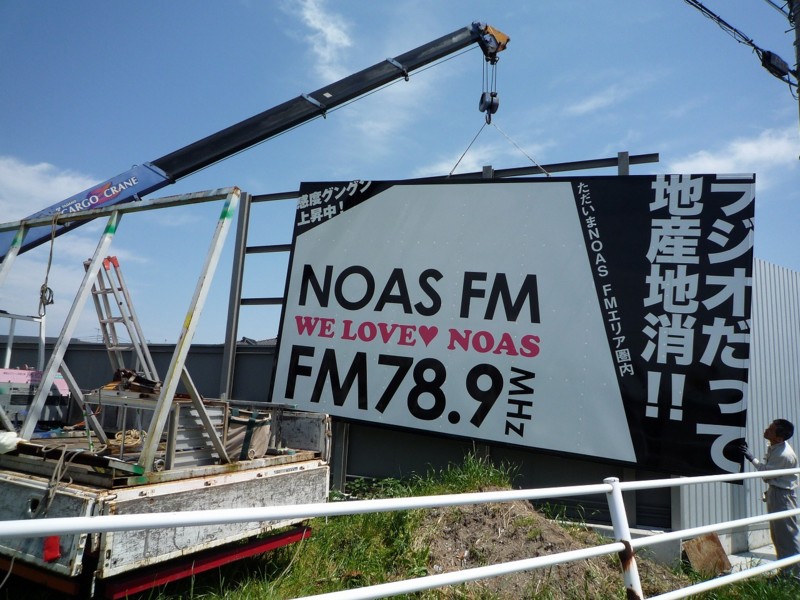 CARGO CRANE
感度グングン
上昇中!
NOAS FM
WE LOVE♥ NOAS
FM78.9MHz
ただいまNOAS FMエリア圏内
ラジオだって
地産地消!!